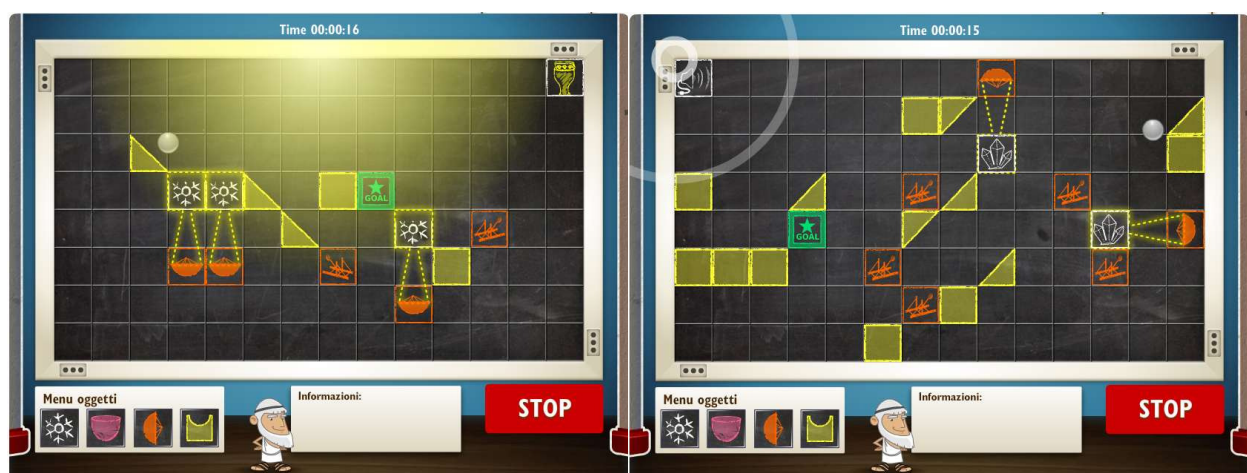 Time 00:00:16
GOAL
Menu oggetti
Informazioni:
STOP
Time 00:00:15
GOAL
Menu oggetti
Informazioni:
STOP